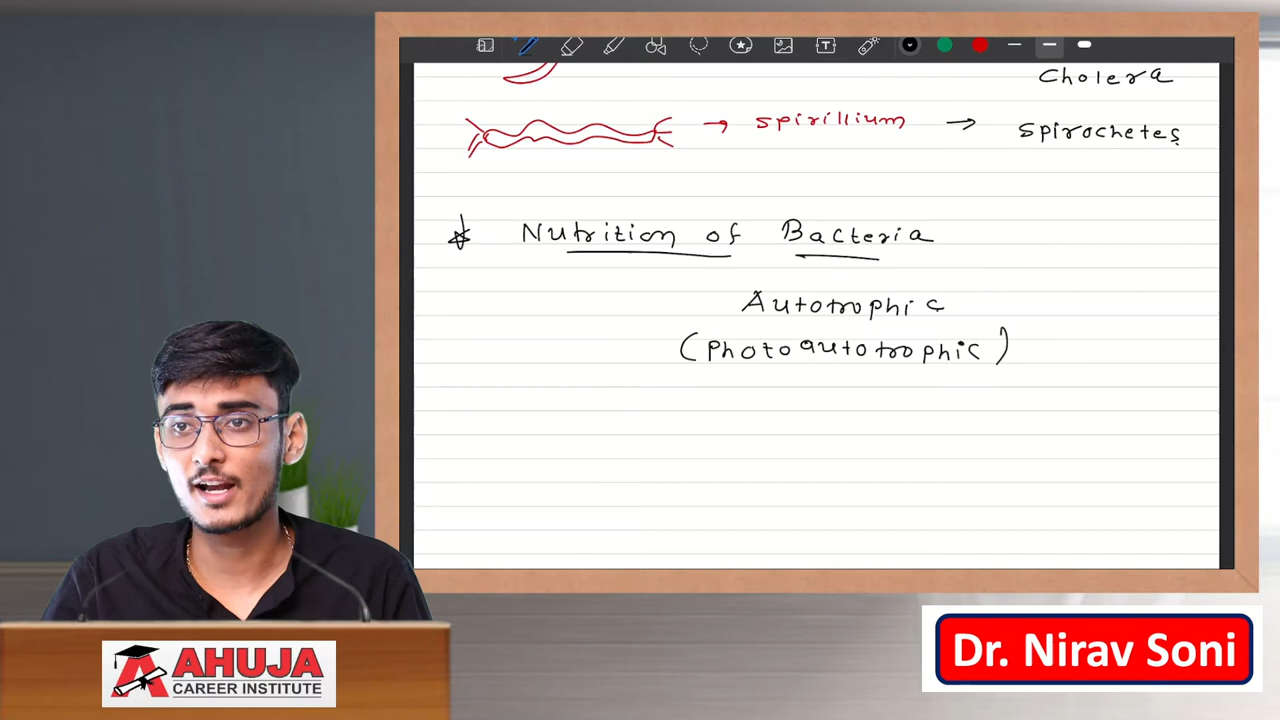 Cholera
→ spirillium → spirochetes
* Nutrition of Bacteria
Autotrophic
(Photoautotrophic)
AHUJA
CAREER INSTITUTE
Dr. Nirav Soni